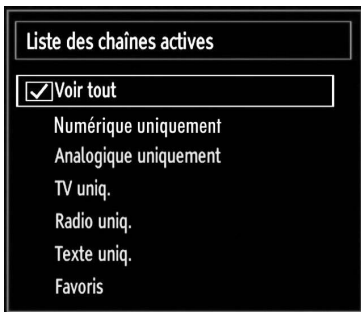 Liste des chaînes actives
Voir tout
Numérique uniquement
Analogique uniquement
TV uniq.
Radio uniq.
Texte uniq.
Favoris